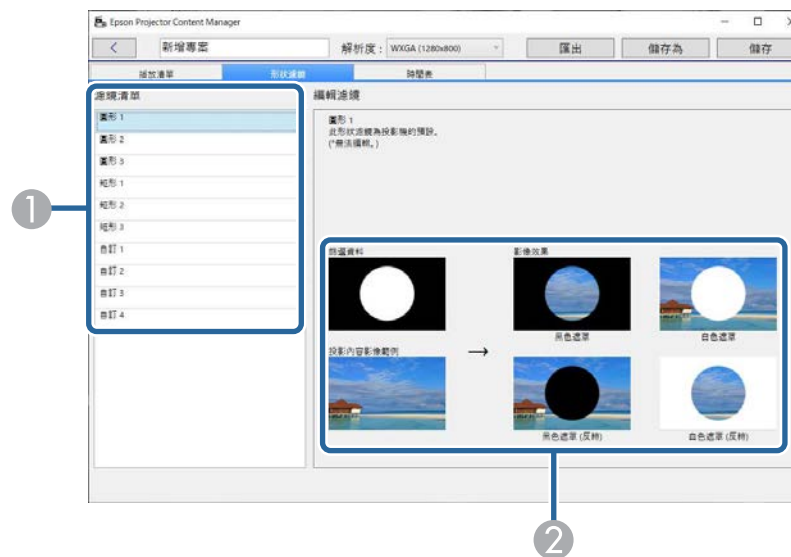 Epson Projector Content Manager
新增專案
解析度：
WXGA (1280x800)
匯出
儲存為
儲存
播放清單
形狀濾鏡
時間表
濾鏡清單
編輯濾鏡
圓形 1
圓形 2
圓形 3
矩形 1
矩形 2
矩形 3
自訂 1
自訂 2
自訂 3
自訂 4
圓形 1
此形狀濾鏡為投影機的預設。
(*無法編輯。)
篩選資料
影像效果
黑色遮罩
白色遮罩
投影內容影像範例
→
黑色遮罩 (反轉)
白色遮罩 (反轉)
1
2